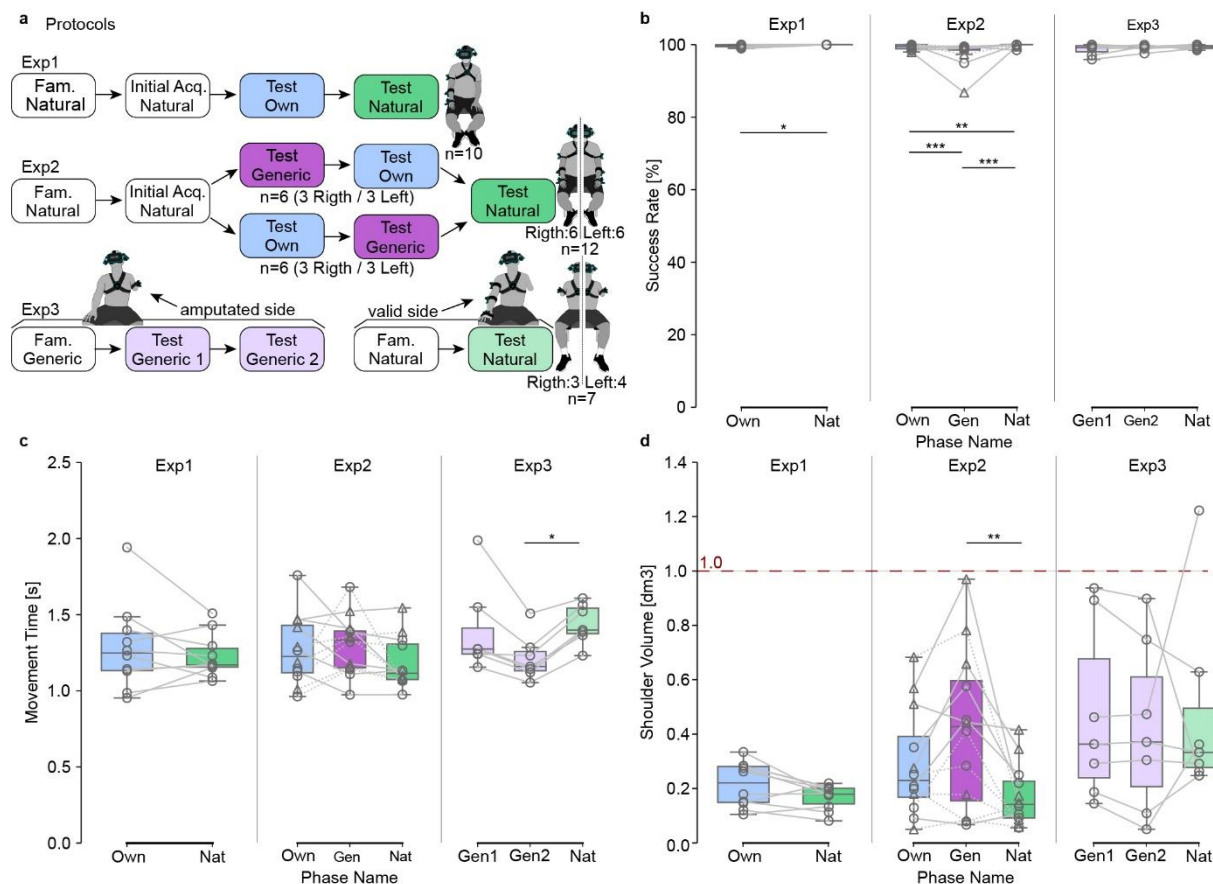 a Protocols
Exp1
Fam.
Natural
Initial Acq.
Natural
Test
Own
Test
Natural
n=10
Exp2
Fam.
Natural
Initial Acq.
Natural
Test
Generic
Test
Own
n=6 (3 Rigth / 3 Left)
Test
Own
Test
Generic
n=6 (3 Rigth / 3 Left)
Test
Natural
Rigth:6 Left:6
n=12
Exp3
amputated side
valid side
Fam.
Generic
Test
Generic 1
Test
Generic 2
Fam.
Natural
Test
Natural
Rigth:3 Left:4
n=7
b
Exp1 Exp2 Exp3
Success Rate [%]
100
80
60
40
20
0
*
**
***
***
Own Nat Own Gen Nat Gen1 Gen2 Nat
Phase Name
c
Exp1 Exp2 Exp3
Movement Time [s]
2.5
2.0
1.5
1.0
0.5
0.0
*
Own Nat Own Gen Nat Gen1 Gen2 Nat
Phase Name
d
Exp1 Exp2 Exp3
Shoulder Volume [dm3]
1.4
1.2
1.0
0.8
0.6
0.4
0.2
0.0
1.0
**
Own Nat Own Gen Nat Gen1 Gen2 Nat
Phase Name